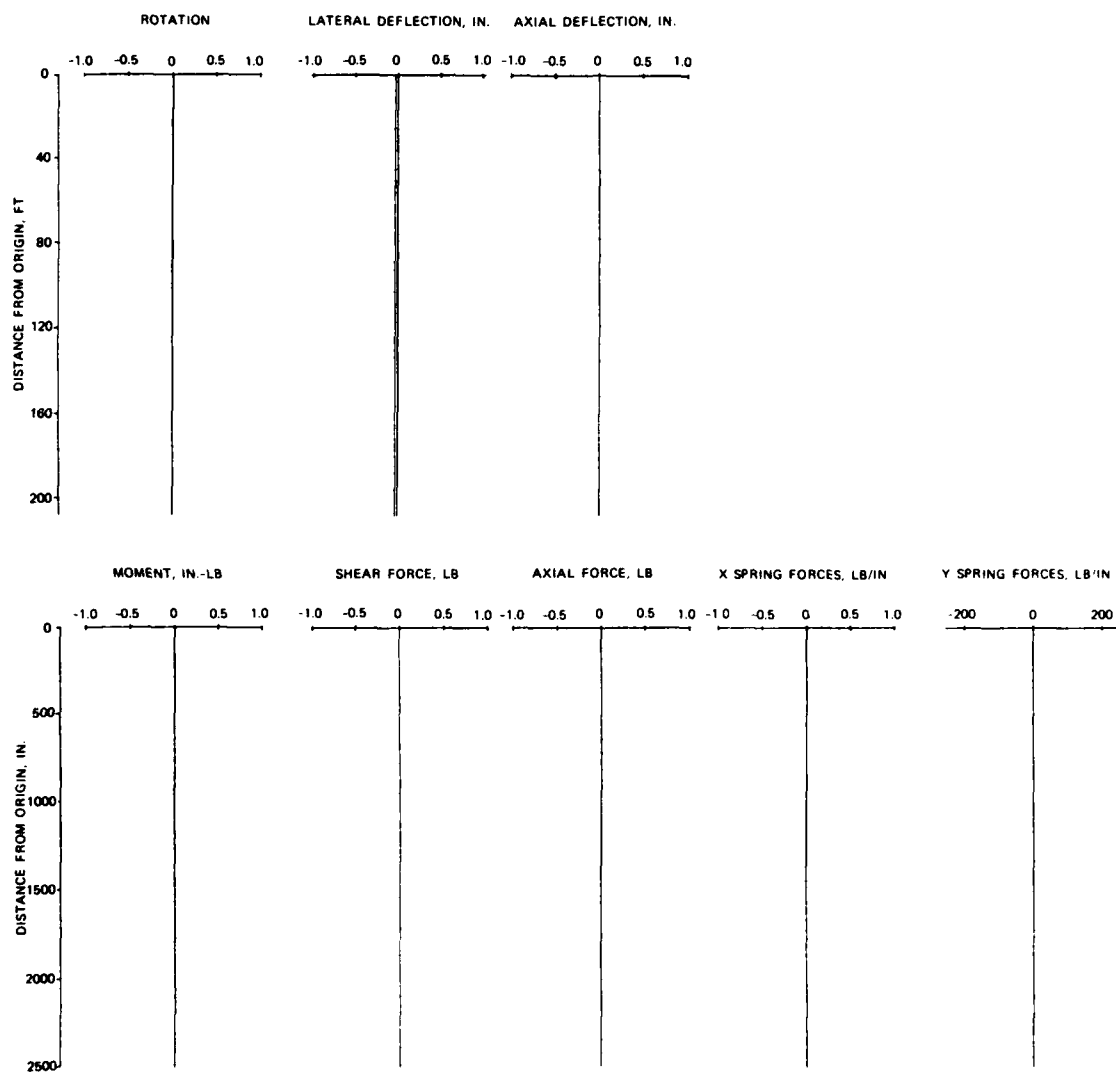 ROTATION LATERAL DEFLECTION, IN. AXIAL DEFLECTION, IN.
-1.0 -0.5 0 0.5 1.0 -1.0 -0.5 0 0.5 1.0 -1.0 -0.5 0 0.5 1.0
0
40
80
120
160
200
DISTANCE FROM ORIGIN, FT
MOMENT, IN.-LB SHEAR FORCE, LB AXIAL FORCE, LB X SPRING FORCES, LB/IN Y SPRING FORCES, LB/IN
-1.0 -0.5 0 0.5 1.0 -1.0 -0.5 0 0.5 1.0 -1.0 -0.5 0 0.5 1.0 -1.0 -0.5 0 0.5 1.0 -200 0 200
0
500
1000
1500
2000
2500
DISTANCE FROM ORIGIN, IN.